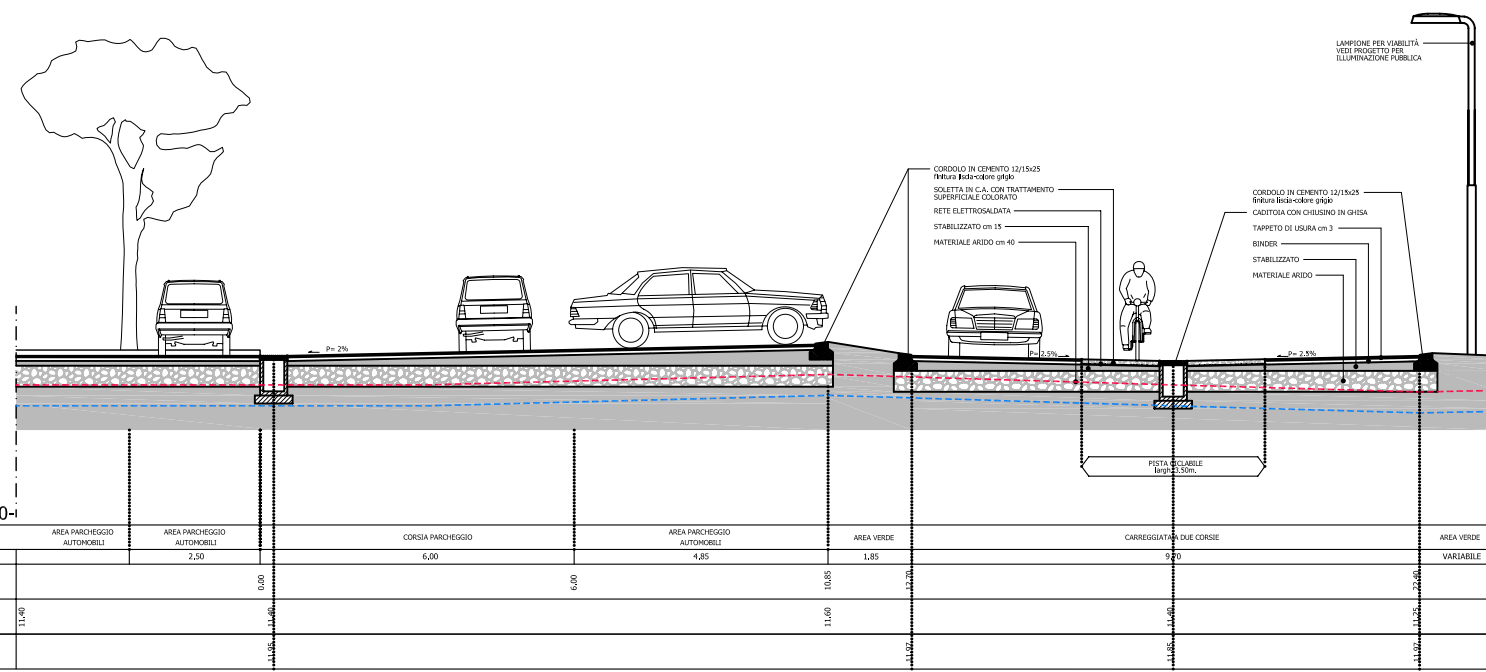 LAMPIONE PER VIABILITÀ
VEDI PROGETTO PER
ILLUMINAZIONE PUBBLICA
CORDOLO IN CEMENTO 12/15x25
finitura liscia-colore grigio
SOLETTA IN C.A. CON TRATTAMENTO
SUPERFICIALE COLORATO
RETE ELETTROSALDATA
STABILIZZATO cm 15
MATERIALE ARIDO cm 40
CORDOLO IN CEMENTO 12/15x25
finitura liscia-colore grigio
CADITOIA CON CHIUSINO IN GHISA
TAPPETO DI USURA cm 3
BINDER
STABILIZZATO
MATERIALE ARIDO
P= 2%
P= 2.5%
P= 2.5%
PISTA CICLABILE
largh. 3.50m.
0-
AREA PARCHEGGIO
AUTOMOBILI
AREA PARCHEGGIO
AUTOMOBILI
CORSIA PARCHEGGIO
AREA PARCHEGGIO
AUTOMOBILI
AREA VERDE
CARREGGIATA A DUE CORSIE
AREA VERDE
2,50
6,00
4,85
1,85
9,70
VARIABILE
0.00
6.00
10.85
12.70
22.40
11.40
11.40
11.60
11.40
11.25
11.95
11.97
11.85
11.97